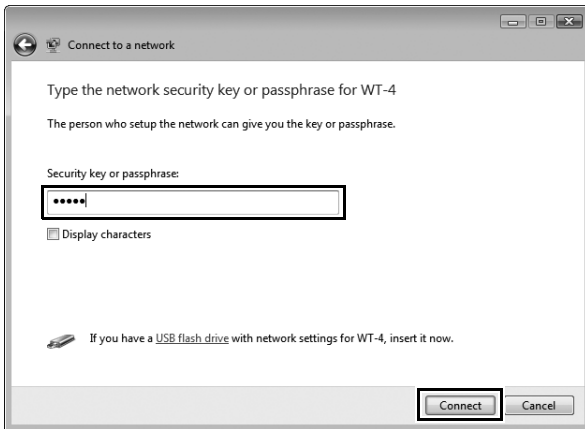 Connect to a network
Type the network security key or passphrase for WT-4
The person who setup the network can give you the key or passphrase.
Security key or passphrase:
•••••
Display characters
If you have a USB flash drive with network settings for WT-4, insert it now.
Connect Cancel